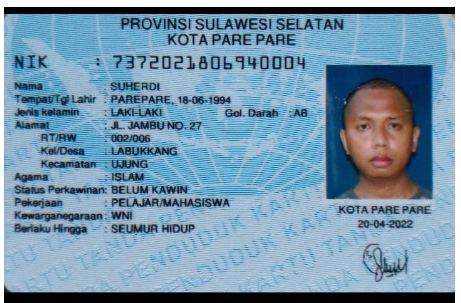 PROVINSI SULAWESI SELATAN
KOTA PARE PARE
NIK : 7372021806940004
Nama : SUHERDI
Tempat/Tgl Lahir : PAREPARE, 18-06-1994
Jenis kelamin : LAKI-LAKI Gol. Darah : AB
Alamat : JL. JAMBU NO. 27
RT/RW : 002/006
Kel/Desa : LABUKKANG
Kecamatan : UJUNG
Agama : ISLAM
Status Perkawinan: BELUM KAWIN
Pekerjaan : PELAJAR/MAHASISWA
Kewarganegaraan : WNI
Berlaku Hingga : SEUMUR HIDUP
KOTA PARE PARE
20-04-2022